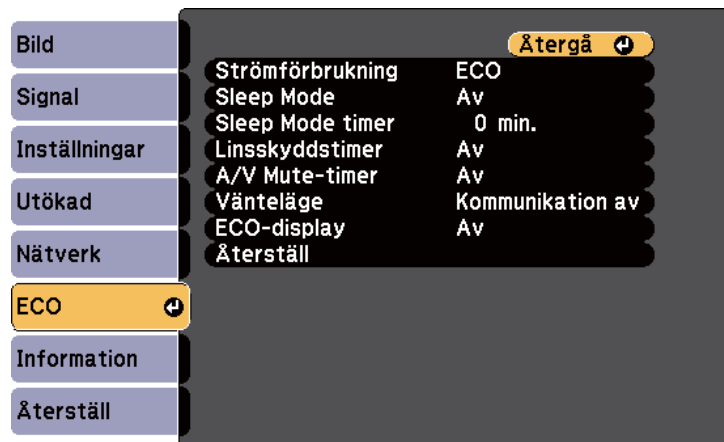 Bild
Signal
Inställningar
Utökad
Nätverk
ECO
Information
Återställ
Återgå
Strömförbrukning ECO
Sleep Mode Av
Sleep Mode timer 0 min.
Linsskyddstimer Av
A/V Mute-timer Av
Vänteläge Kommunikation av
ECO-display Av
Återställ